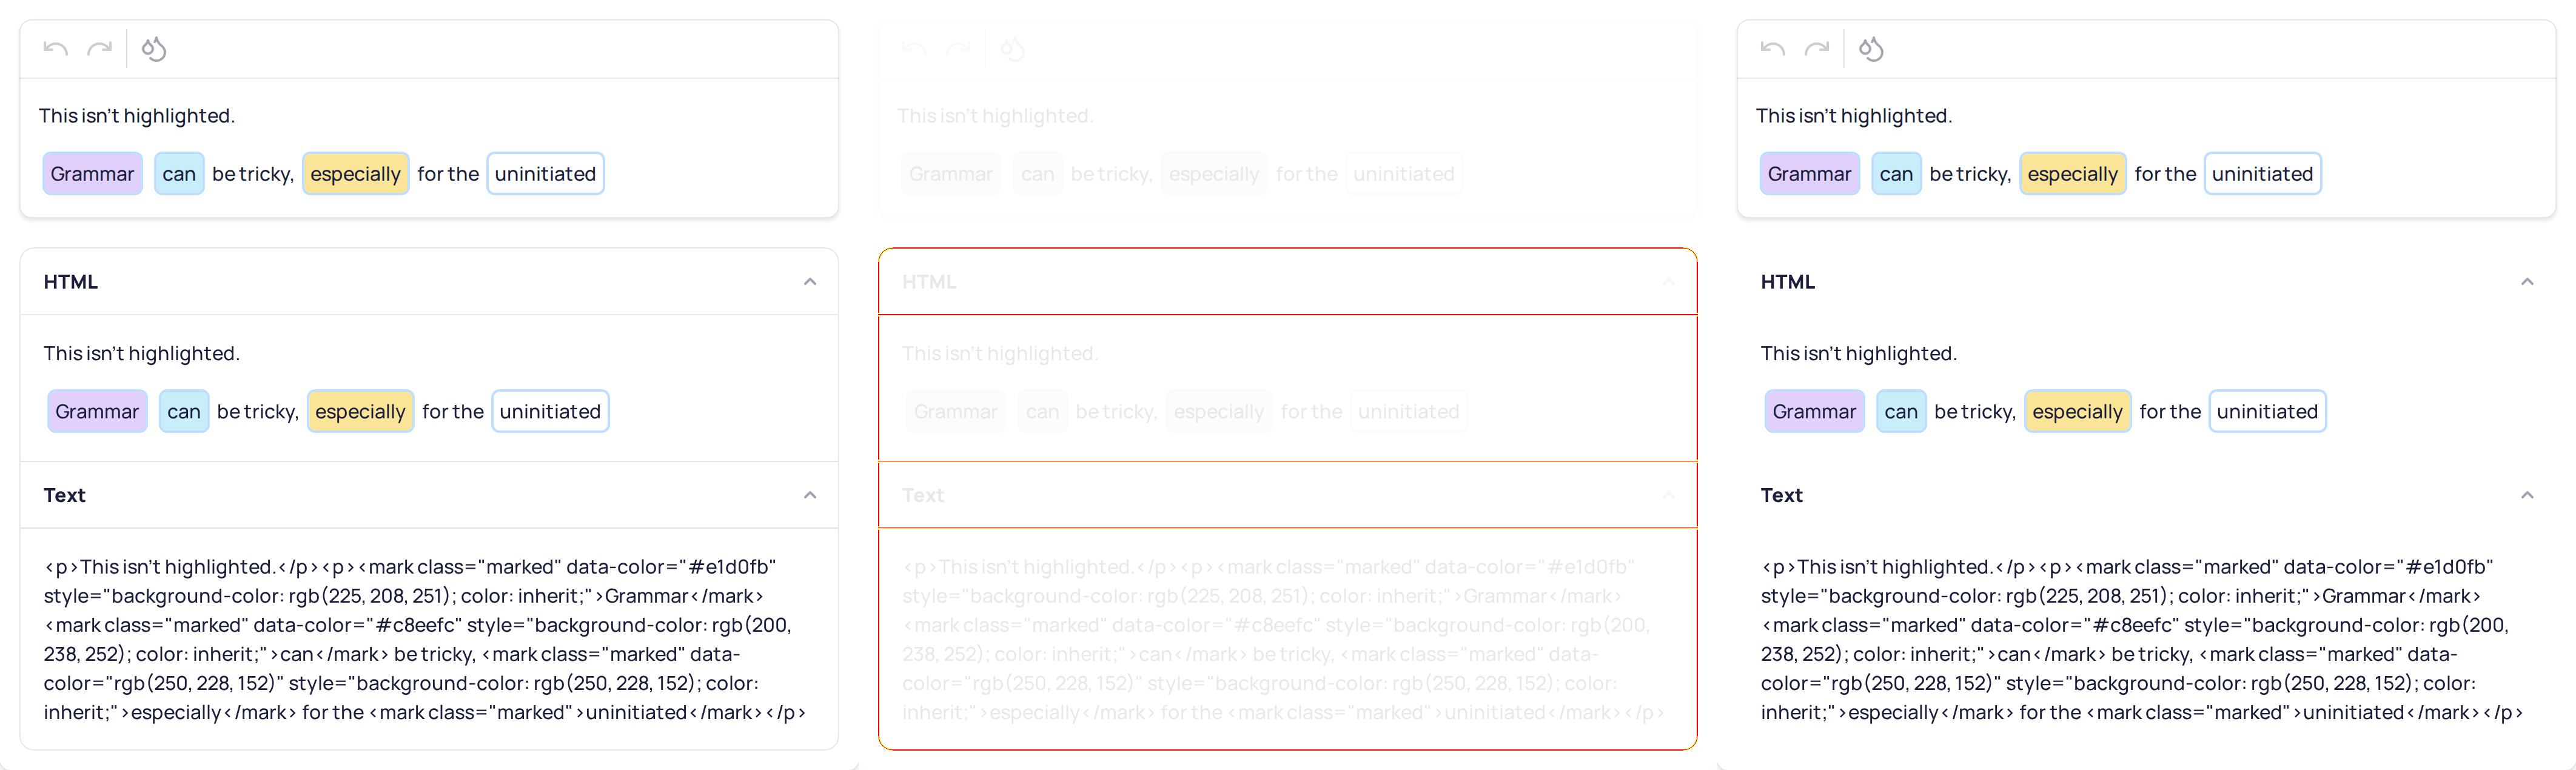 This isn’t highlighted.
Grammar can be tricky, especially for the uninitiated
HTML
This isn’t highlighted.
Grammar can be tricky, especially for the uninitiated
Text
<p>This isn’t highlighted.</p><p><mark class="marked" data-color="#e1d0fb"
style="background-color: rgb(225, 208, 251); color: inherit;">Grammar</mark>
<mark class="marked" data-color="#c8eefc" style="background-color: rgb(200,
238, 252); color: inherit;">can</mark> be tricky, <mark class="marked" data-
color="rgb(250, 228, 152)" style="background-color: rgb(250, 228, 152); color:
inherit;">especially</mark> for the <mark class="marked">uninitiated</mark></p>
This isn’t highlighted.
Grammar can be tricky, especially for the uninitiated
HTML
This isn’t highlighted.
Grammar can be tricky, especially for the uninitiated
Text
<p>This isn’t highlighted.</p><p><mark class="marked" data-color="#e1d0fb"
style="background-color: rgb(225, 208, 251); color: inherit;">Grammar</mark>
<mark class="marked" data-color="#c8eefc" style="background-color: rgb(200,
238, 252); color: inherit;">can</mark> be tricky, <mark class="marked" data-
color="rgb(250, 228, 152)" style="background-color: rgb(250, 228, 152); color:
inherit;">especially</mark> for the <mark class="marked">uninitiated</mark></p>
This isn’t highlighted.
Grammar can be tricky, especially for the uninitiated
HTML
This isn’t highlighted.
Grammar can be tricky, especially for the uninitiated
Text
<p>This isn’t highlighted.</p><p><mark class="marked" data-color="#e1d0fb"
style="background-color: rgb(225, 208, 251); color: inherit;">Grammar</mark>
<mark class="marked" data-color="#c8eefc" style="background-color: rgb(200,
238, 252); color: inherit;">can</mark> be tricky, <mark class="marked" data-
color="rgb(250, 228, 152)" style="background-color: rgb(250, 228, 152); color:
inherit;">especially</mark> for the <mark class="marked">uninitiated</mark></p>